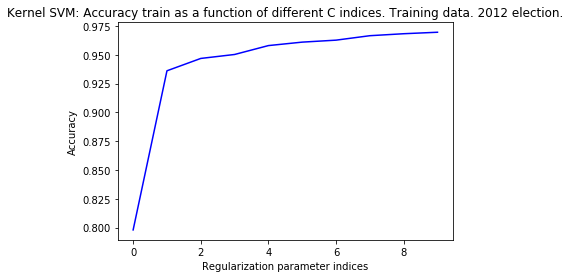 Kernel SVM: Accuracy train as a function of different C indices. Training data. 2012 election.
0.975
0.950
0.925
0.900
0.875
0.850
0.825
0.800
Accuracy
0 2 4 6 8
Regularization parameter indices